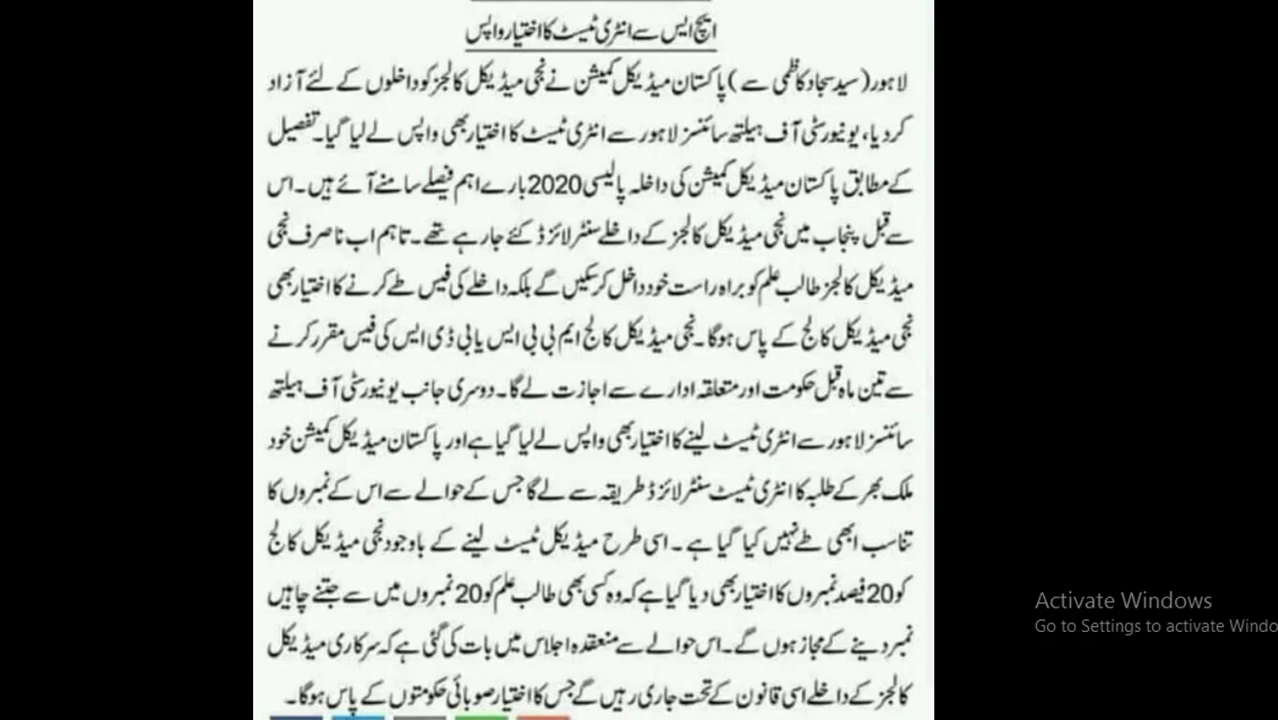 ایچ ایس سے انٹری ٹیسٹ کا اختیار واپس
لاہور (سید سجاد کاظمی سے) پاکستان میڈیکل کمیشن نے نجی میڈیکل کالجز کو داخلوں کے لئے آزاد
کر دیا، یونیورسٹی آف ہیلتھ سائنسز لاہور سے انٹری ٹیسٹ کا اختیار بھی واپس لے لیا گیا۔ تفصیل
کے مطابق پاکستان میڈیکل کمیشن کی داخلہ پالیسی 2020 بارے اہم فیصلے سامنے آئے ہیں۔ اس
سے قبل پنجاب میں نجی میڈیکل کالجز کے داخلے سنٹرلائزڈ کئے جا رہے تھے۔ تاہم اب نا صرف نجی
میڈیکل کالجز طالب علم کو براہ راست خود داخل کر سکیں گے بلکہ داخلے کی فیس طے کرنے کا اختیار بھی
نجی میڈیکل کالج کے پاس ہوگا۔ نجی میڈیکل کالج ایم بی بی ایس یا بی ڈی ایس کی فیس مقرر کرنے
سے تین ماہ قبل حکومت اور متعلقہ ادارے سے اجازت لے گا۔ دوسری جانب یونیورسٹی آف ہیلتھ
سائنسز لاہور سے انٹری ٹیسٹ لینے کا اختیار بھی واپس لے لیا گیا ہے اور پاکستان میڈیکل کمیشن خود
ملک بھر کے طلبہ کا انٹری ٹیسٹ سنٹرلائزڈ طریقہ سے لے گا جس کے حوالے سے اس کے نمبروں کا
تناسب ابھی طے نہیں کیا گیا ہے۔ اسی طرح میڈیکل ٹیسٹ لینے کے باوجود نجی میڈیکل کالج
کو 20 فیصد نمبروں کا اختیار بھی دیا گیا ہے کہ وہ کسی بھی طالب علم کو 20 نمبروں میں سے جتنے چاہیں
نمبر دینے کے مجاز ہوں گے۔ اس حوالے سے منعقدہ اجلاس میں بات کی گئی ہے کہ سرکاری میڈیکل
کالجز کے داخلے اسی قانون کے تحت جاری رہیں گے جس کا اختیار صوبائی حکومتوں کے پاس ہوگا۔
Activate Windows
Go to Settings to activate Windo